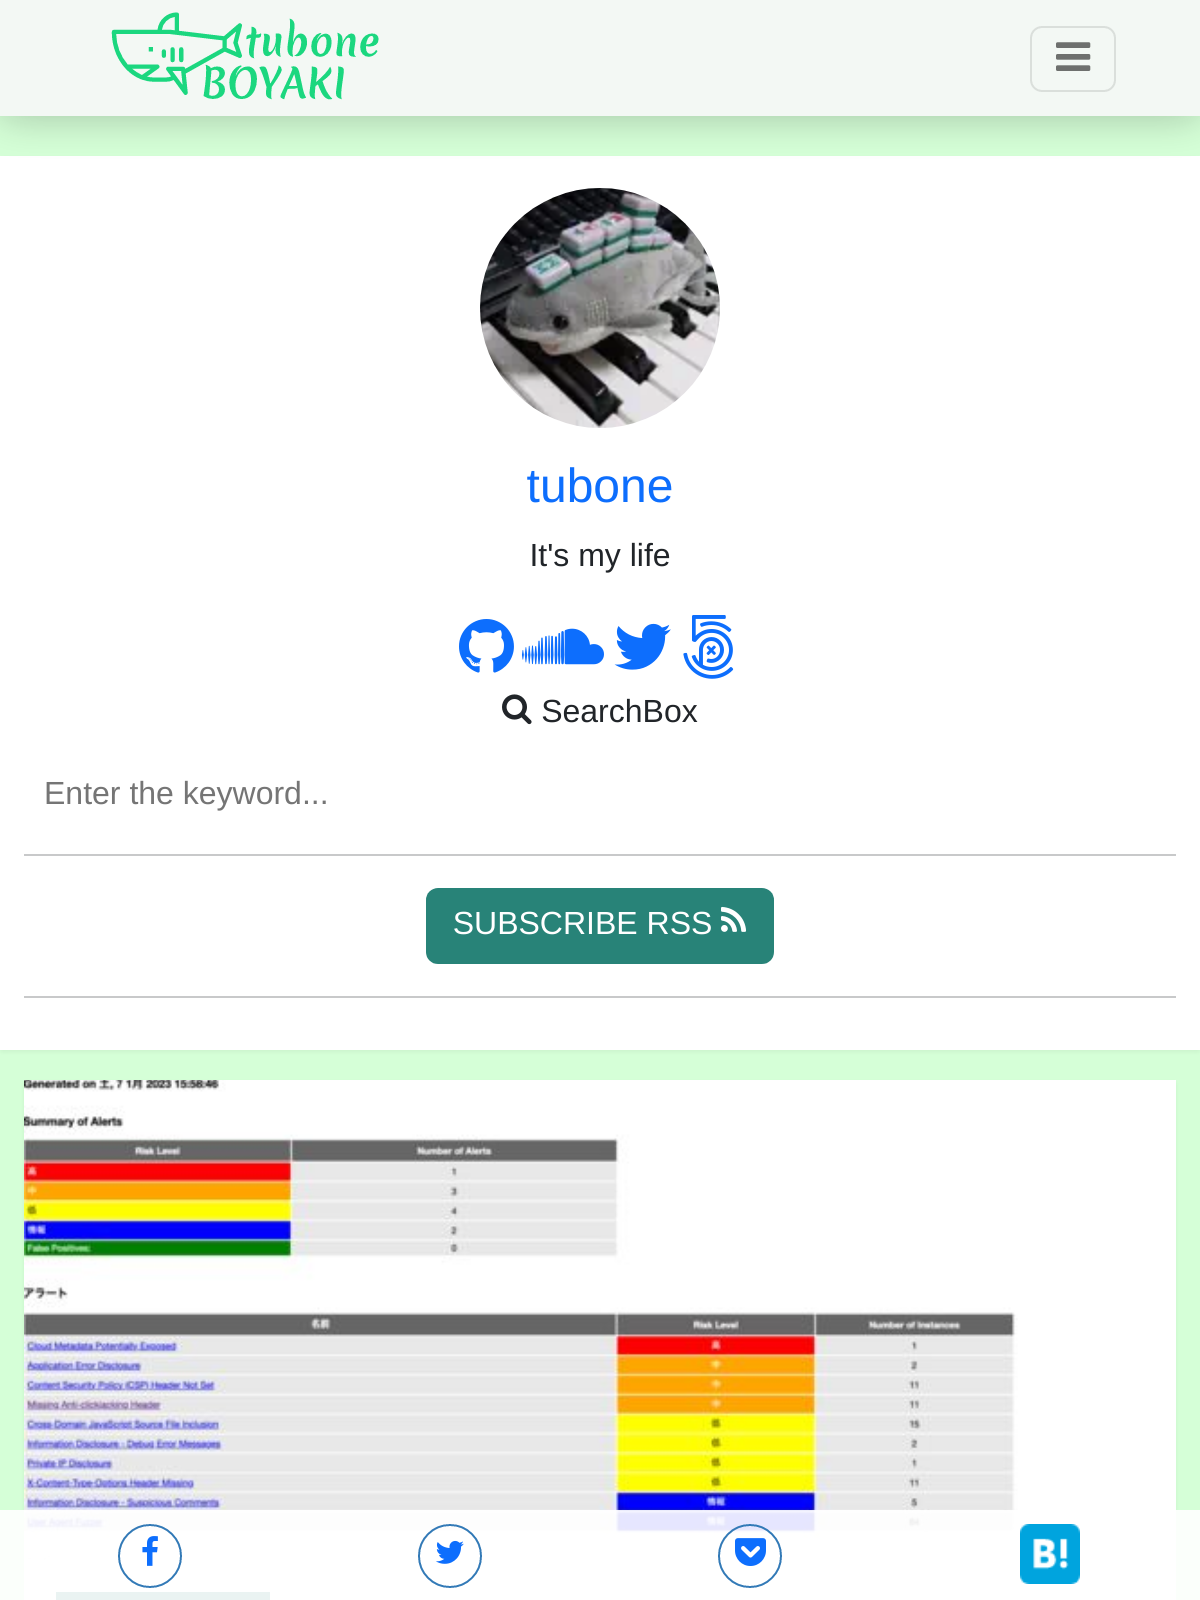 tubone
BOYAKI
tubone
It's my life
SearchBox
Enter the keyword...
SUBSCRIBE RSS
Generated on 土, 7 1月 2023 15:58:46
Summary of Alerts
Risk Level Number of Alerts
高 1
中 3
低 4
情報 2
False Positives: 0
アラート
名前 Risk Level Number of Instances
Cloud Metadata Potentially Exposed 高 1
Application Error Disclosure 中 2
Content Security Policy (CSP) Header Not Set 中 11
Missing Anti-clickjacking Header 中 11
Cross-Domain JavaScript Source File Inclusion 低 15
Information Disclosure - Debug Error Messages 低 2
Private IP Disclosure 低 1
X-Content-Type-Options Header Missing 低 11
Information Disclosure - Suspicious Comments 情報 5
User Agent Fuzzer 情報
B!